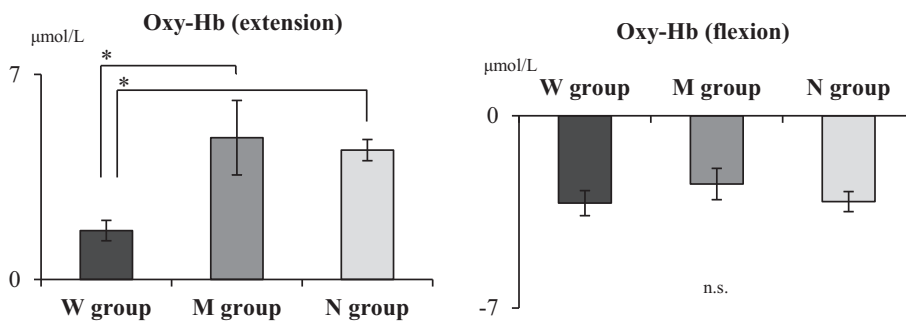 Oxy-Hb (extension)
μmol/L
*
*
7
0
W group M group N group
Oxy-Hb (flexion)
μmol/L
W group M group N group
0
n.s.
-7